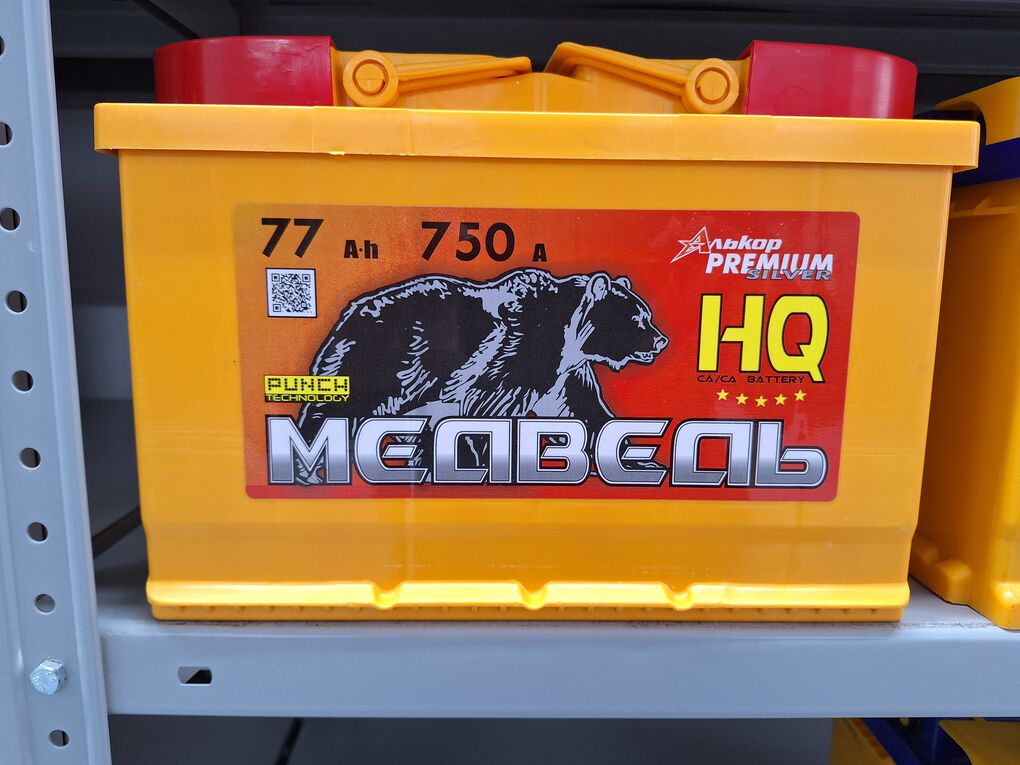 77 A·h 750 A
Алькор
PREMIUM
SILVER
HQ
CA/CA BATTERY
PUNCH
TECHNOLOGY
МЕДВЕДЬ